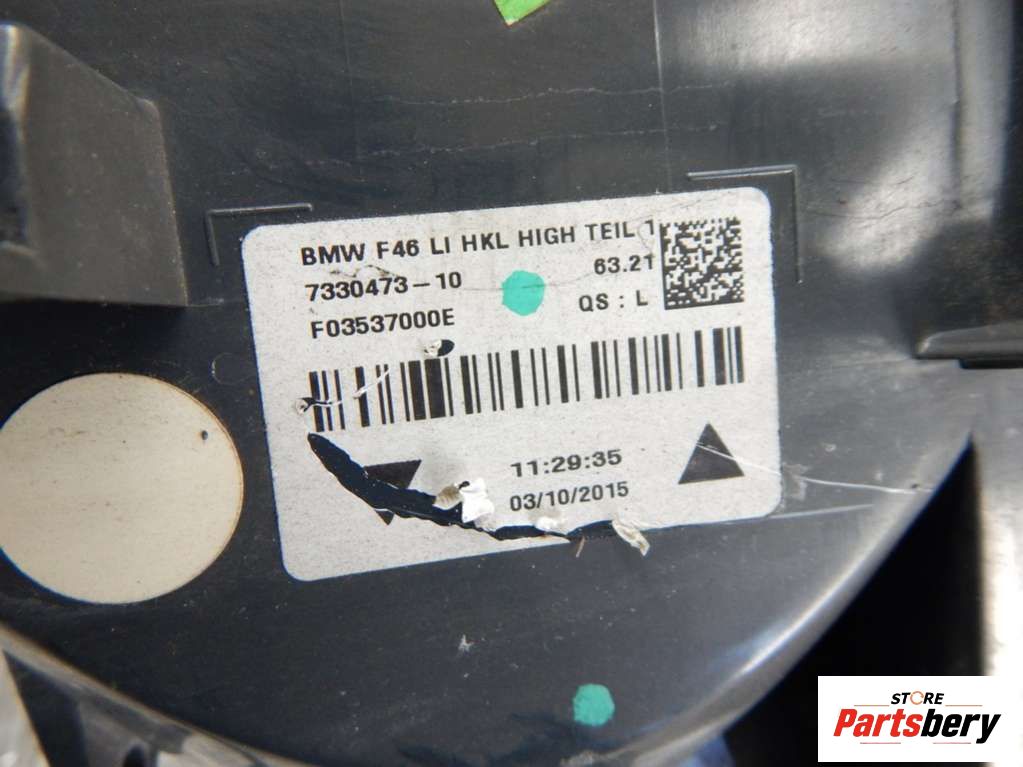 BMW F46 LI HKL HIGH TEIL 1
7330473-10 63.21
F03537000E QS : L
11:29:35
03/10/2015
STORE
Partsbery